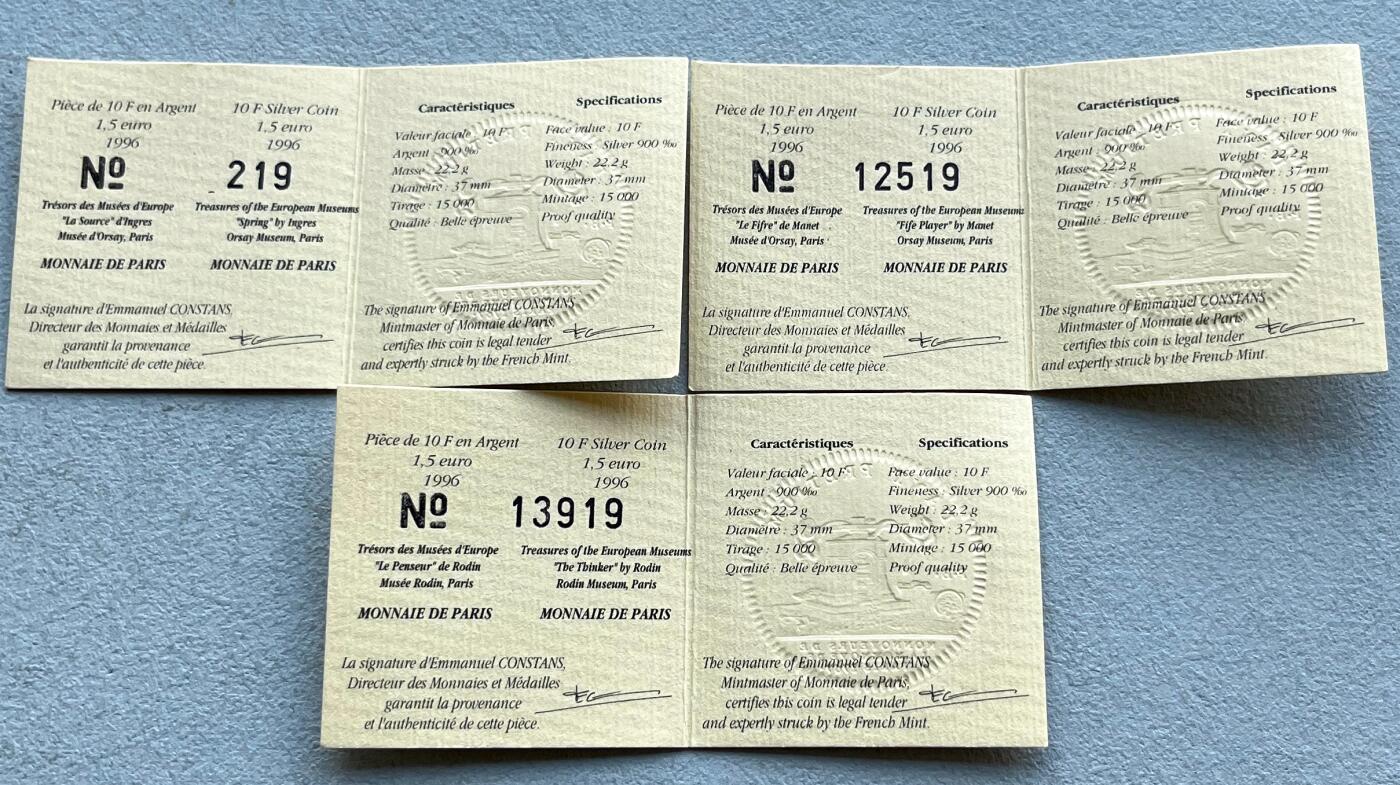 Pièce de 10 F en Argent
1,5 euro
1996
Nº
Trésors des Musées d'Europe
"La Source" d'Ingres
Musée d'Orsay, Paris
MONNAIE DE PARIS
10 F Silver Coin
1,5 euro
1996
219
Treasures of the European Museums
"Spring" by Ingres
Orsay Museum, Paris
MONNAIE DE PARIS
La signature d'Emmanuel CONSTANS,
Directeur des Monnaies et Médailles
garantit la provenance
et l'authenticité de cette pièce.
Caractéristiques
Valeur faciale : 10 F
Argent : 900 ‰
Masse : 22,2 g
Diamètre : 37 mm
Tirage : 15 000
Qualité : Belle épreuve
Specifications
Face value : 10 F
Fineness : Silver 900 ‰
Weight : 22,2 g
Diameter : 37 mm
Mintage : 15 000
Proof quality
The signature of Emmanuel CONSTANS
Mintmaster of Monnaie de Paris
certifies this coin is legal tender
and expertly struck by the French Mint.
Pièce de 10 F en Argent
1,5 euro
1996
Nº
Trésors des Musées d'Europe
"Le Fifre" de Manet
Musée d'Orsay, Paris
MONNAIE DE PARIS
10 F Silver Coin
1,5 euro
1996
12519
Treasures of the European Museums
"Fife Player" by Manet
Orsay Museum, Paris
MONNAIE DE PARIS
La signature d'Emmanuel CONSTANS,
Directeur des Monnaies et Médailles
garantit la provenance
et l'authenticité de cette pièce.
Caractéristiques
Valeur faciale : 10 F
Argent : 900 ‰
Masse : 22,2 g
Diamètre : 37 mm
Tirage : 15 000
Qualité : Belle épreuve
Specifications
Face value : 10 F
Fineness : Silver 900 ‰
Weight : 22,2 g
Diameter : 37 mm
Mintage : 15 000
Proof quality
The signature of Emmanuel CONSTANS
Mintmaster of Monnaie de Paris
certifies this coin is legal tender
and expertly struck by the French Mint.
Pièce de 10 F en Argent
1,5 euro
1996
Nº
Trésors des Musées d'Europe
"Le Penseur" de Rodin
Musée Rodin, Paris
MONNAIE DE PARIS
10 F Silver Coin
1,5 euro
1996
13919
Treasures of the European Museums
"The Thinker" by Rodin
Rodin Museum, Paris
MONNAIE DE PARIS
La signature d'Emmanuel CONSTANS,
Directeur des Monnaies et Médailles
garantit la provenance
et l'authenticité de cette pièce.
Caractéristiques
Valeur faciale : 10 F
Argent : 900 ‰
Masse : 22,2 g
Diamètre : 37 mm
Tirage : 15 000
Qualité : Belle épreuve
Specifications
Face value : 10 F
Fineness : Silver 900 ‰
Weight : 22,2 g
Diameter : 37 mm
Mintage : 15 000
Proof quality
The signature of Emmanuel CONSTANS
Mintmaster of Monnaie de Paris,
certifies this coin is legal tender
and expertly struck by the French Mint.